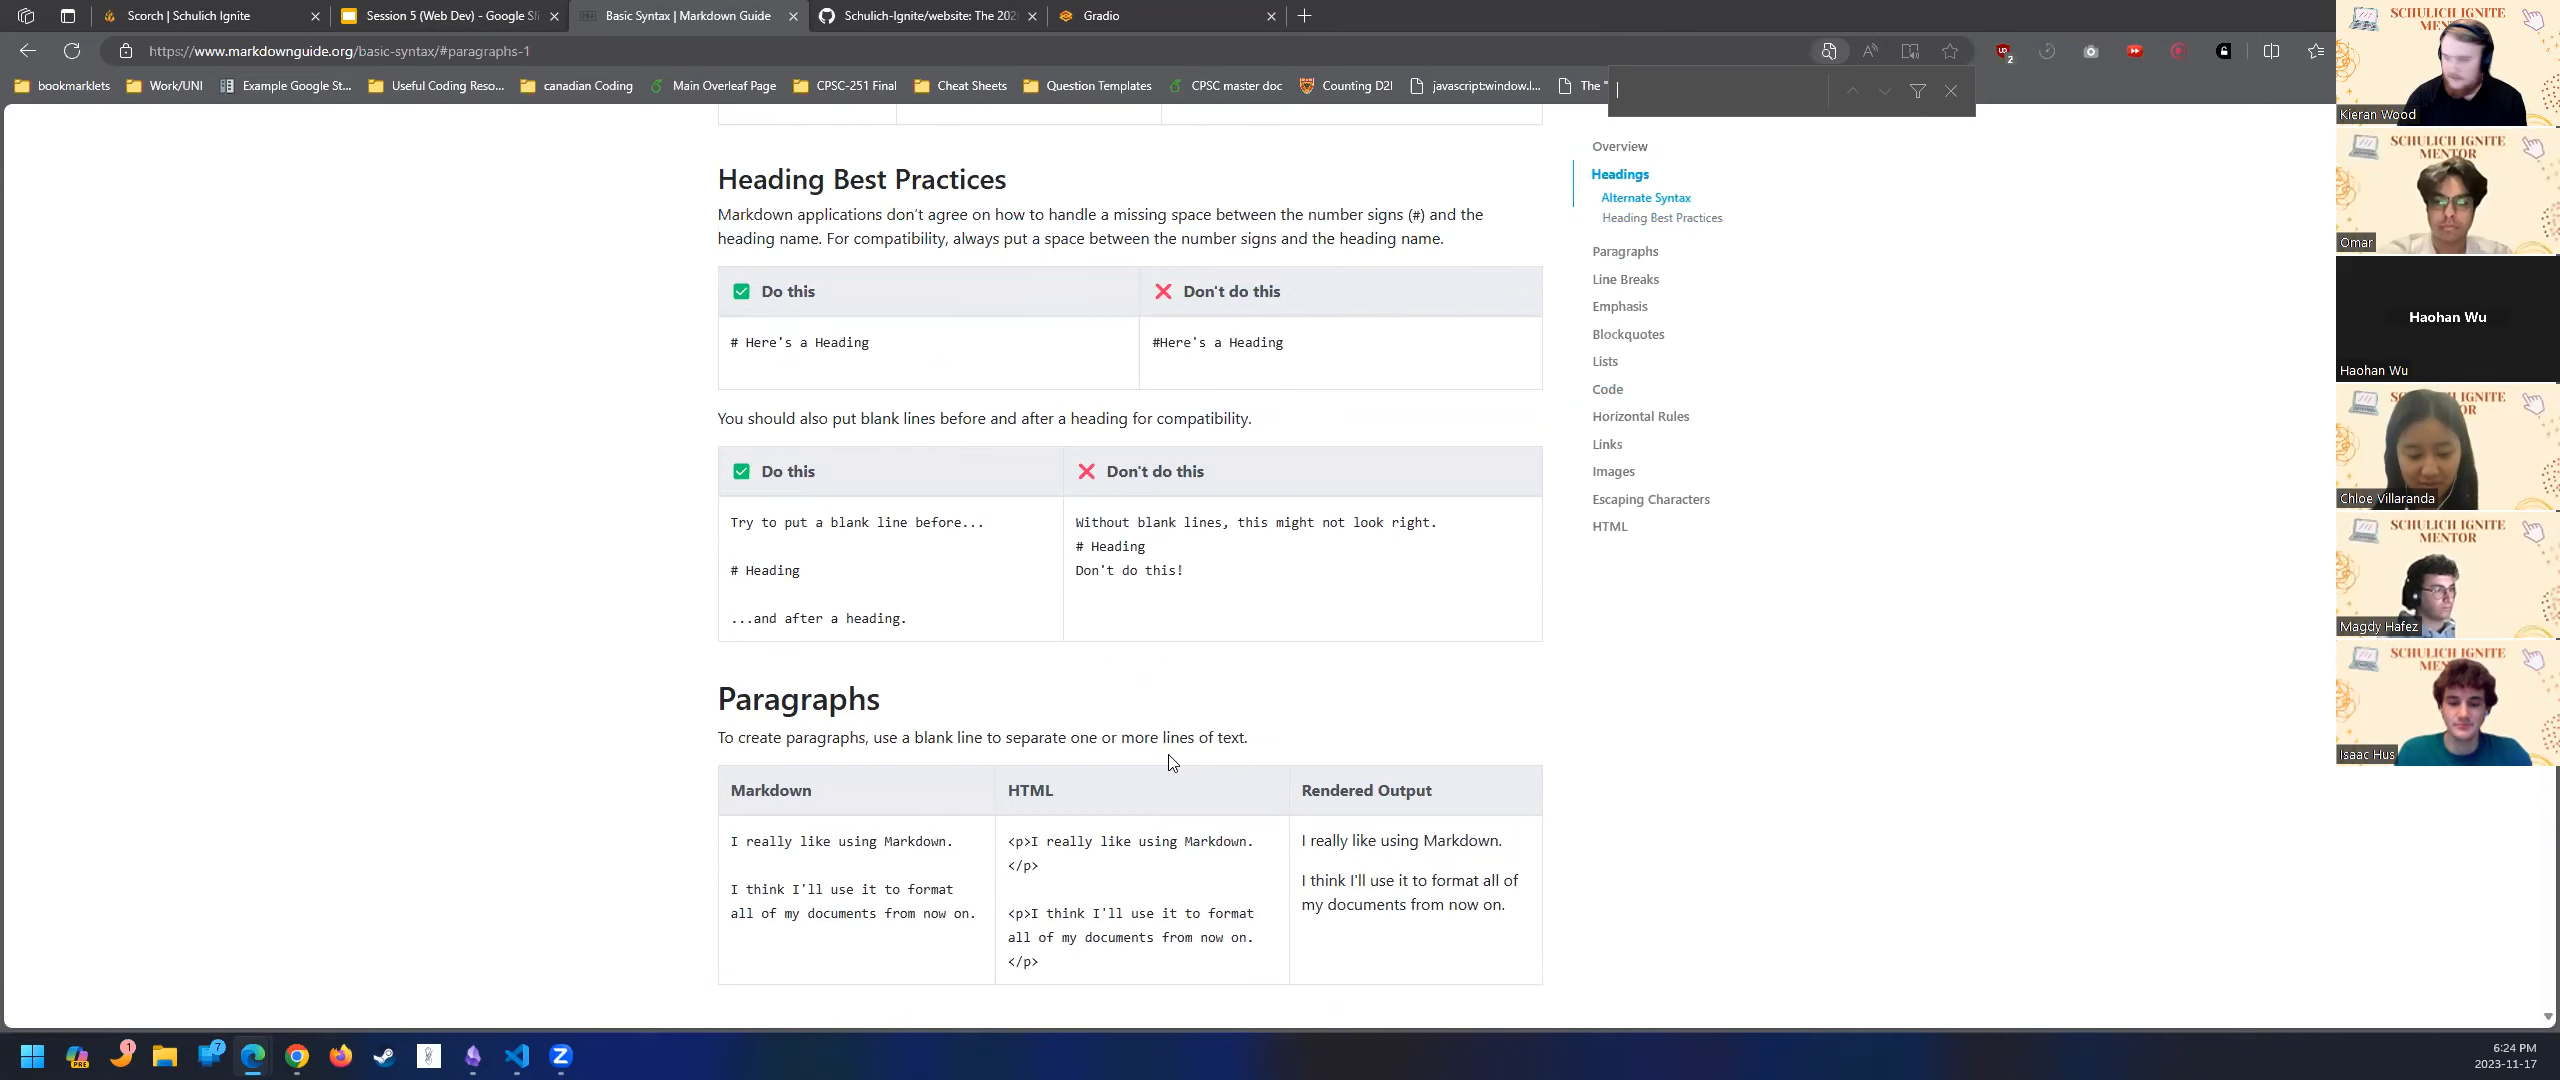 Scorch | Schulich Ignite
Session 5 (Web Dev) - Google Sli
Basic Syntax | Markdown Guide
Schulich-Ignite/website: The 202
Gradio
https://www.markdownguide.org/basic-syntax/#paragraphs-1
2
bookmarklets
Work/UNI
Example Google St...
Useful Coding Reso...
canadian Coding
Main Overleaf Page
CPSC-251 Final
Cheat Sheets
Question Templates
CPSC master doc
Counting D2l
javascript:window.l...
The "
Heading Best Practices
Markdown applications don't agree on how to handle a missing space between the number signs (#) and the
heading name. For compatibility, always put a space between the number signs and the heading name.
Do this
Don't do this
# Here's a Heading
#Here's a Heading
You should also put blank lines before and after a heading for compatibility.
Do this
Don't do this
Try to put a blank line before...
# Heading
...and after a heading.
Without blank lines, this might not look right.
# Heading
Don't do this!
Paragraphs
To create paragraphs, use a blank line to separate one or more lines of text.
Markdown
HTML
Rendered Output
I really like using Markdown.
I think I'll use it to format
all of my documents from now on.
<p>I really like using Markdown.
</p>
<p>I think I'll use it to format
all of my documents from now on.
</p>
I really like using Markdown.
I think I'll use it to format all of
my documents from now on.
Overview
Headings
Alternate Syntax
Heading Best Practices
Paragraphs
Line Breaks
Emphasis
Blockquotes
Lists
Code
Horizontal Rules
Links
Images
Escaping Characters
HTML
SCHULICH IGNITE
Kieran Wood
SCHULICH IGNITE
MENTOR
Omar
Haohan Wu
Haohan Wu
Chloe Villaranda
SCHULICH IGNITE
MENTOR
Magdy Hafez
SCHULICH IGNITE
Isaac Hus
1
PRE
7
6:24 PM
2023-11-17